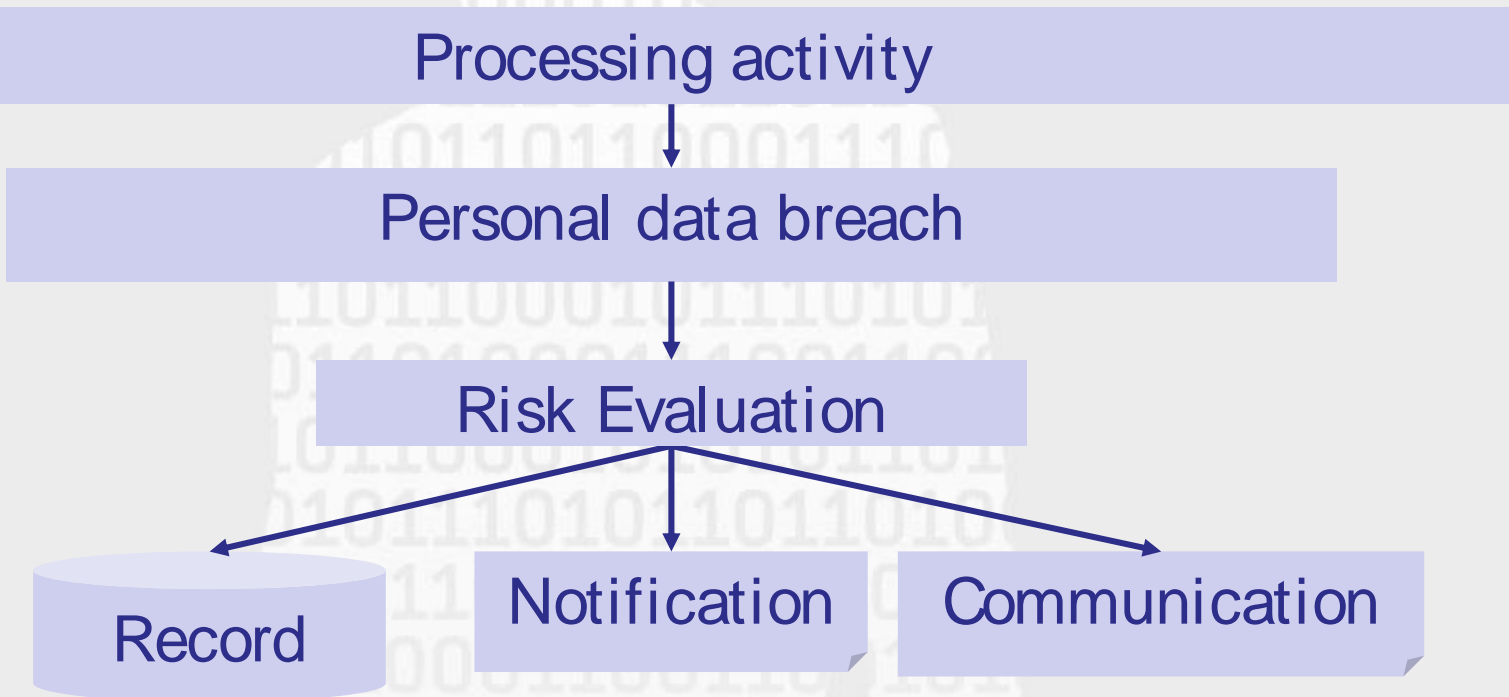 Processing activity
Personal data breach
Risk Evaluation
Record
Notification
Communication